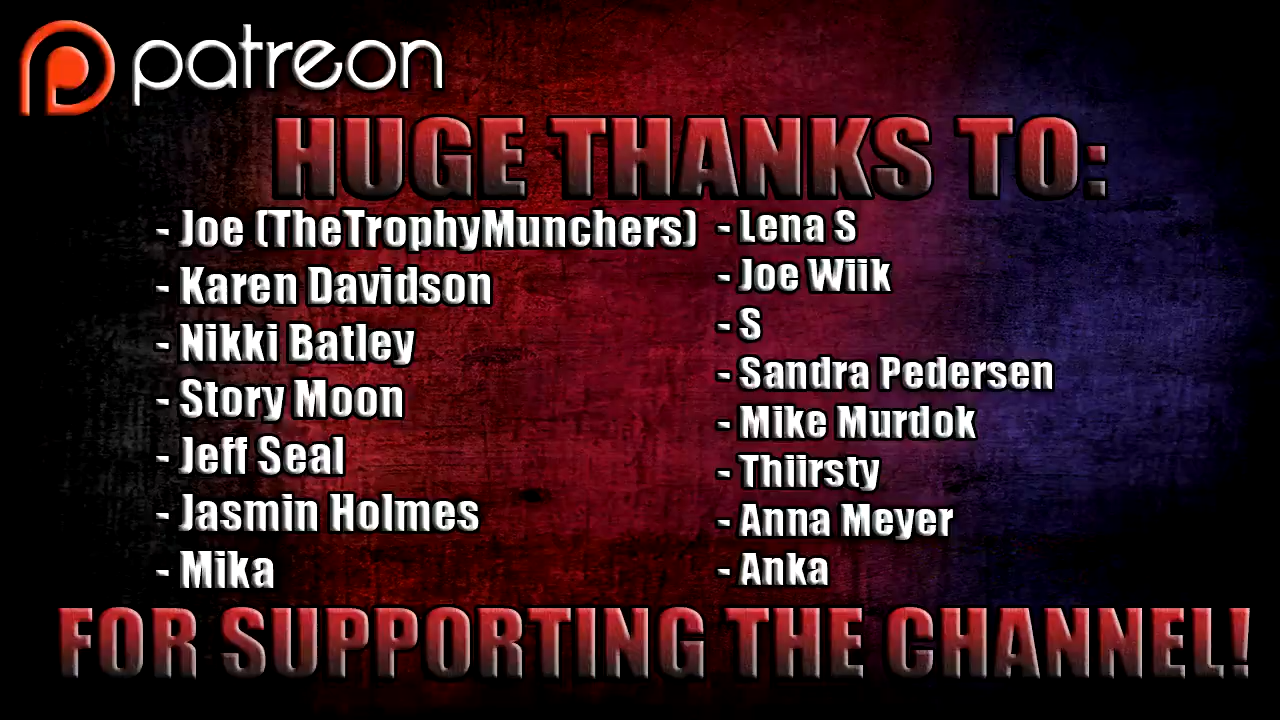 patreon
HUGE THANKS TO:
- Joe (TheTrophyMunchers)
- Karen Davidson
- Nikki Batley
- Story Moon
- Jeff Seal
- Jasmin Holmes
- Mika
- Lena S
- Joe Wiik
- S
- Sandra Pedersen
- Mike Murdok
- Thiirsty
- Anna Meyer
- Anka
FOR SUPPORTING THE CHANNEL!